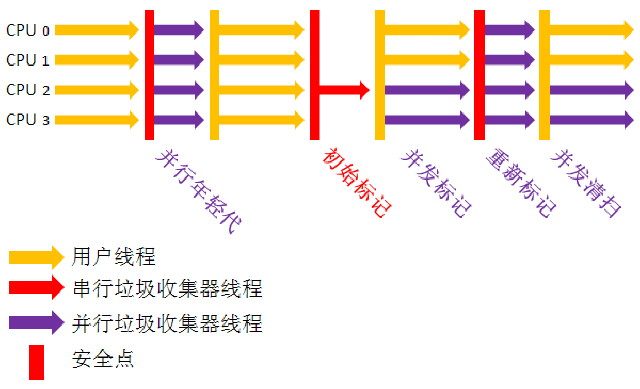 CPU 0
CPU 1
CPU 2
CPU 3
并行年轻代
初始标记
并发标记
重新标记
并发清扫
用户线程
串行垃圾收集器线程
并行垃圾收集器线程
安全点